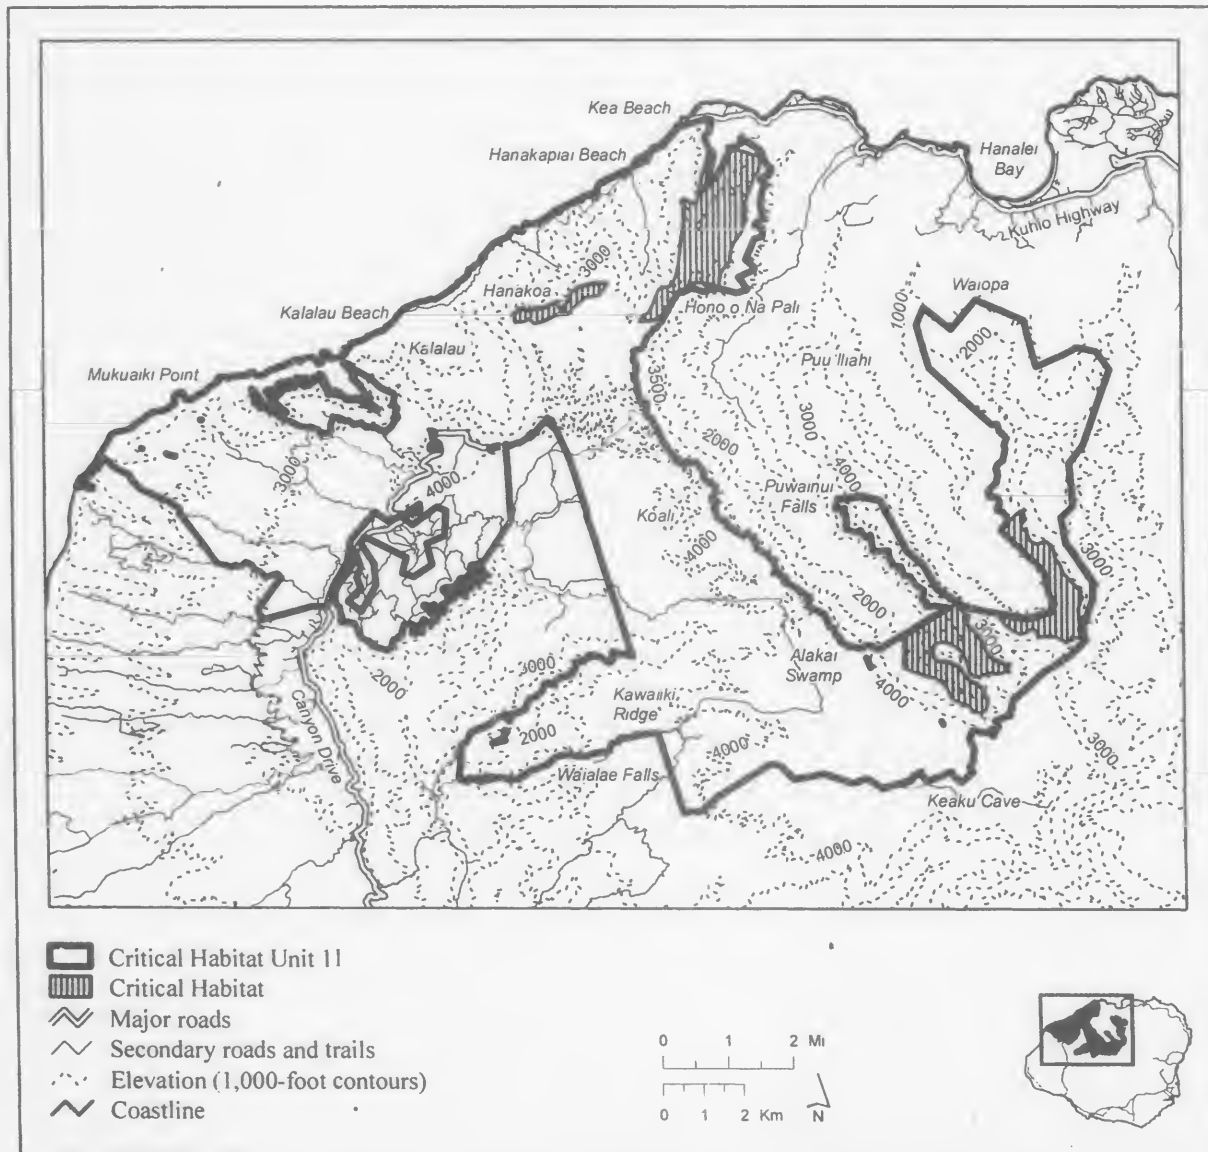 Kea Beach
Hanakapiai Beach
Hanalei
Bay
Kuhio Highway
3000
Hanakoa
Kalalau Beach
Hono o Na Pali
Waiopa
1000
2000
Kalalau
Puu Iliahi
Mukuaiki Point
3500
3000
2000
3000
4000
4000
Puwainui
Falls
Koali
4000
3000
2000
3000
Alakai
Swamp
3000
2000
4000
Kawaiiki
Ridge
Canyon Drive
2000
4000
3000
Waialae Falls
Keaku Cave
4000
Critical Habitat Unit 11
Critical Habitat
Major roads
Secondary roads and trails
Elevation (1,000-foot contours)
Coastline
0 1 2 Mi
0 1 2 Km
N